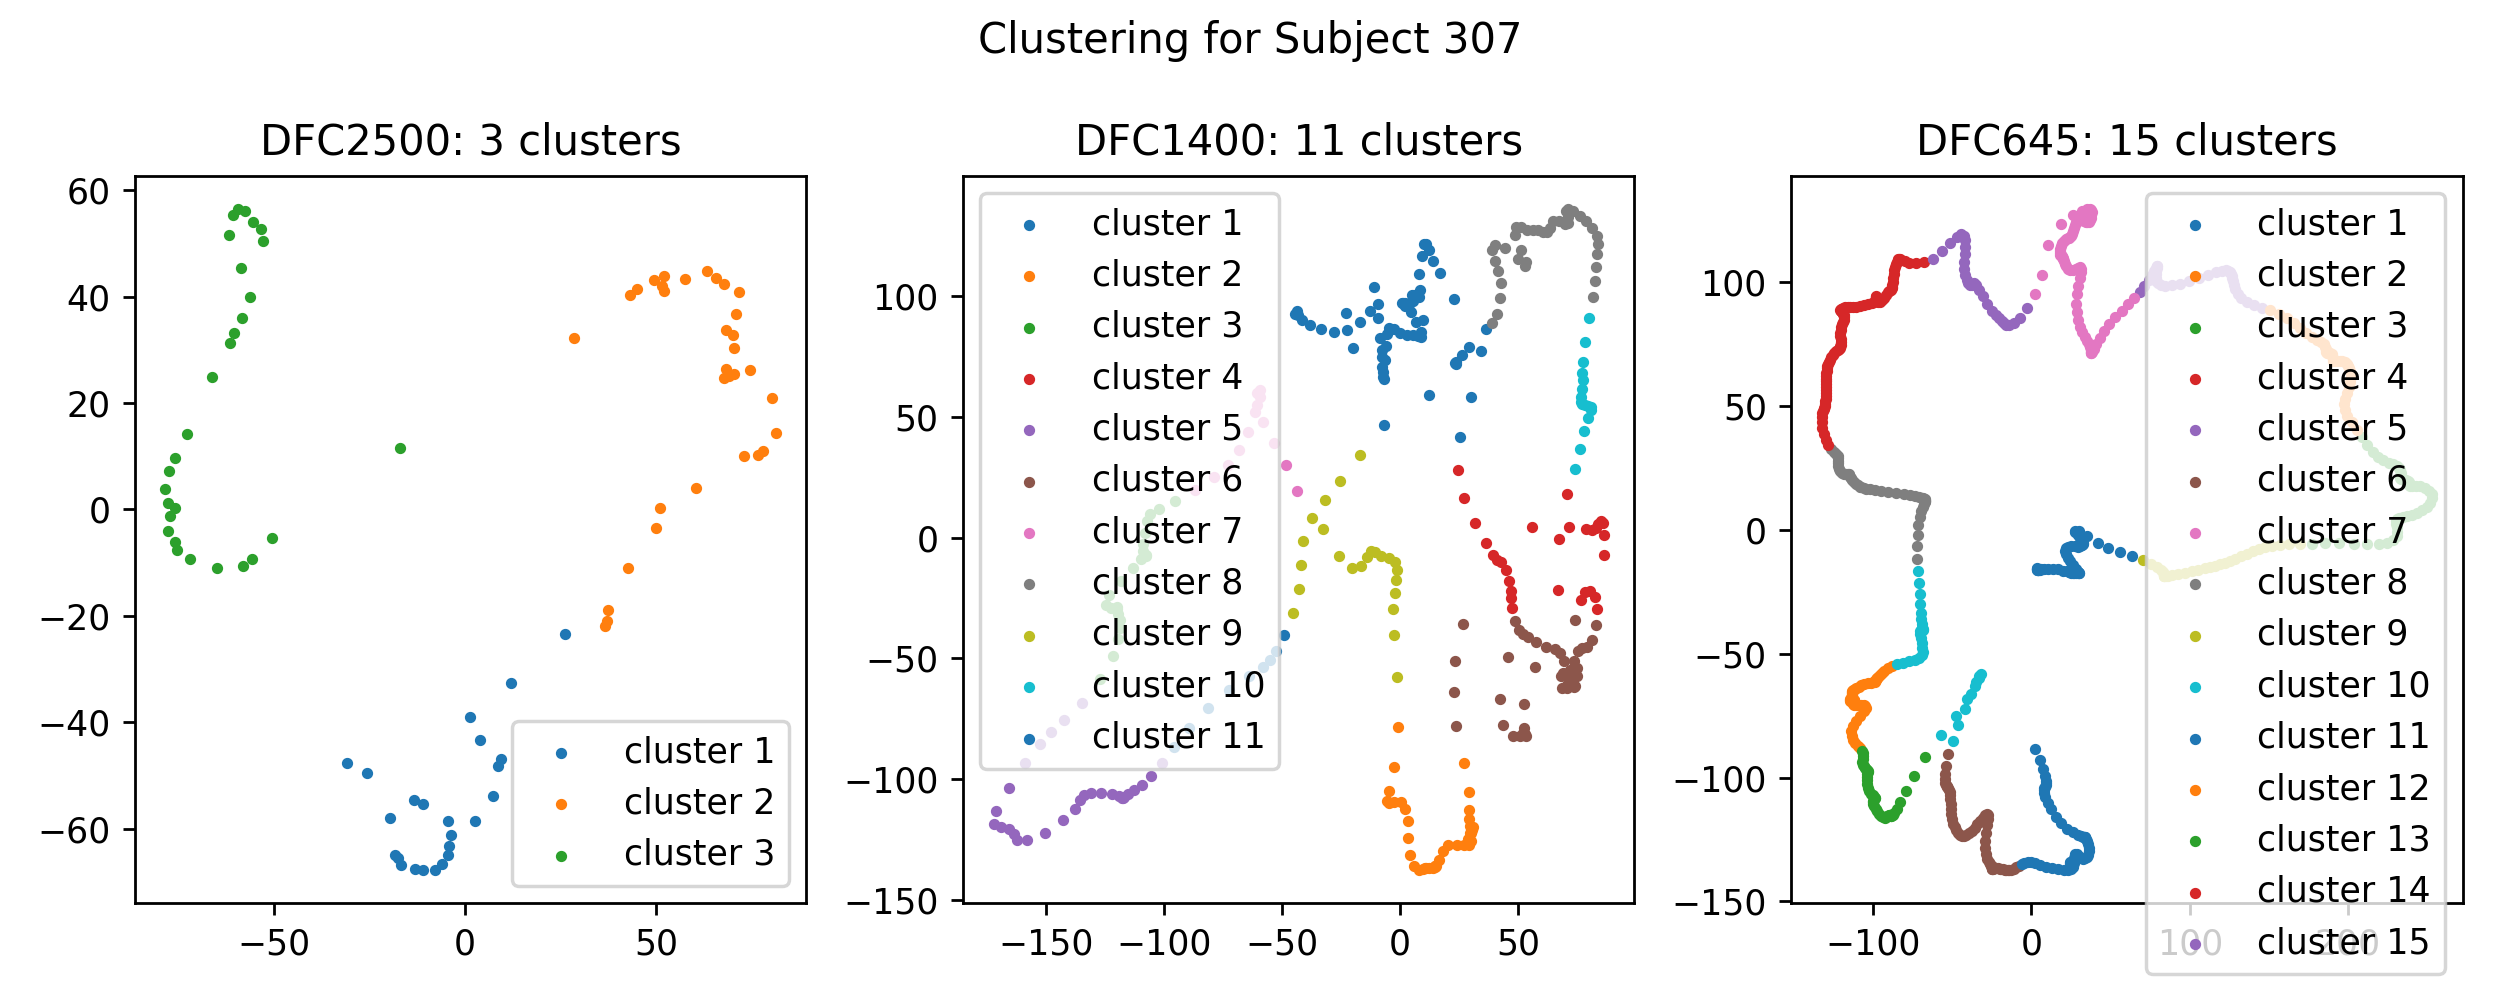 Clustering for Subject 307
DFC2500: 3 clusters
60
40
20
0
−20
−40
−60
−50
0
50
cluster 1
cluster 2
cluster 3
DFC1400: 11 clusters
100
50
0
−50
−100
−150
−150
−100
−50
0
50
cluster 1
cluster 2
cluster 3
cluster 4
cluster 5
cluster 6
cluster 7
cluster 8
cluster 9
cluster 10
cluster 11
DFC645: 15 clusters
100
50
0
−50
−100
−150
−100
0
100
200
cluster 1
cluster 2
cluster 3
cluster 4
cluster 5
cluster 6
cluster 7
cluster 8
cluster 9
cluster 10
cluster 11
cluster 12
cluster 13
cluster 14
cluster 15